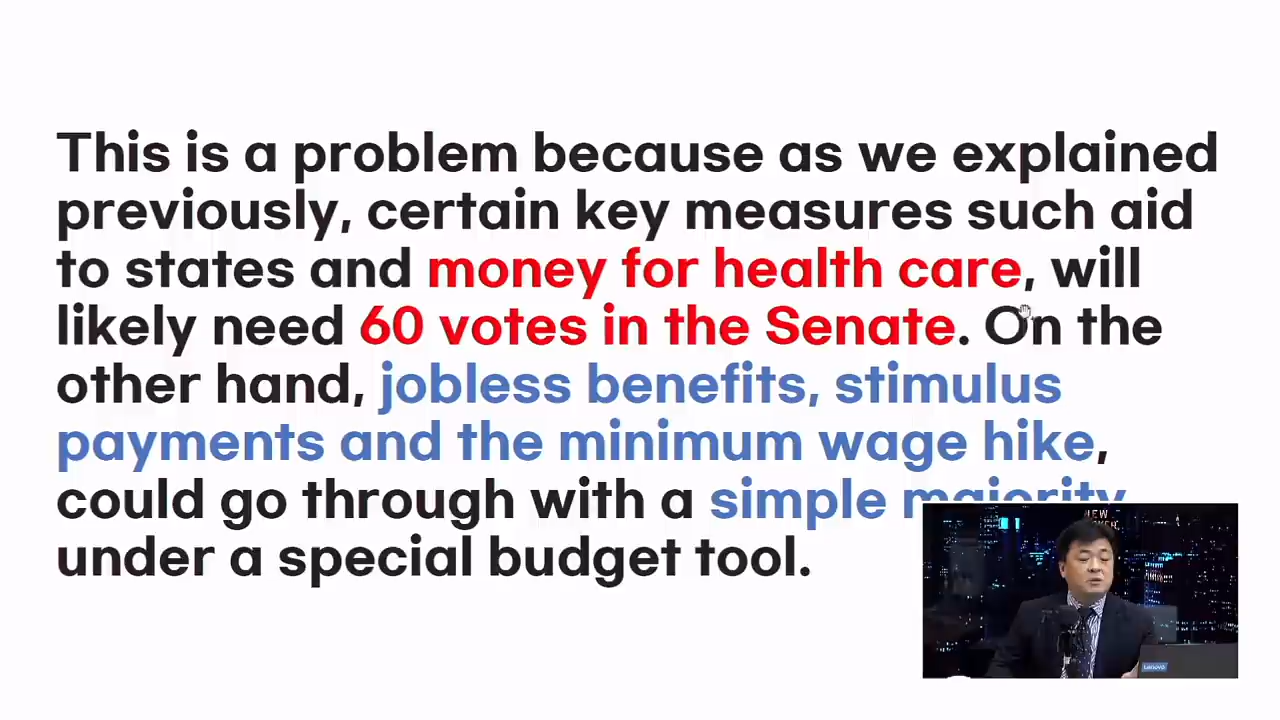 This is a problem because as we explained
previously, certain key measures such aid
to states and money for health care, will
likely need 60 votes in the Senate. On the
other hand, jobless benefits, stimulus
payments and the minimum wage hike,
could go through with a simple majority
under a special budget tool.
Lenovo